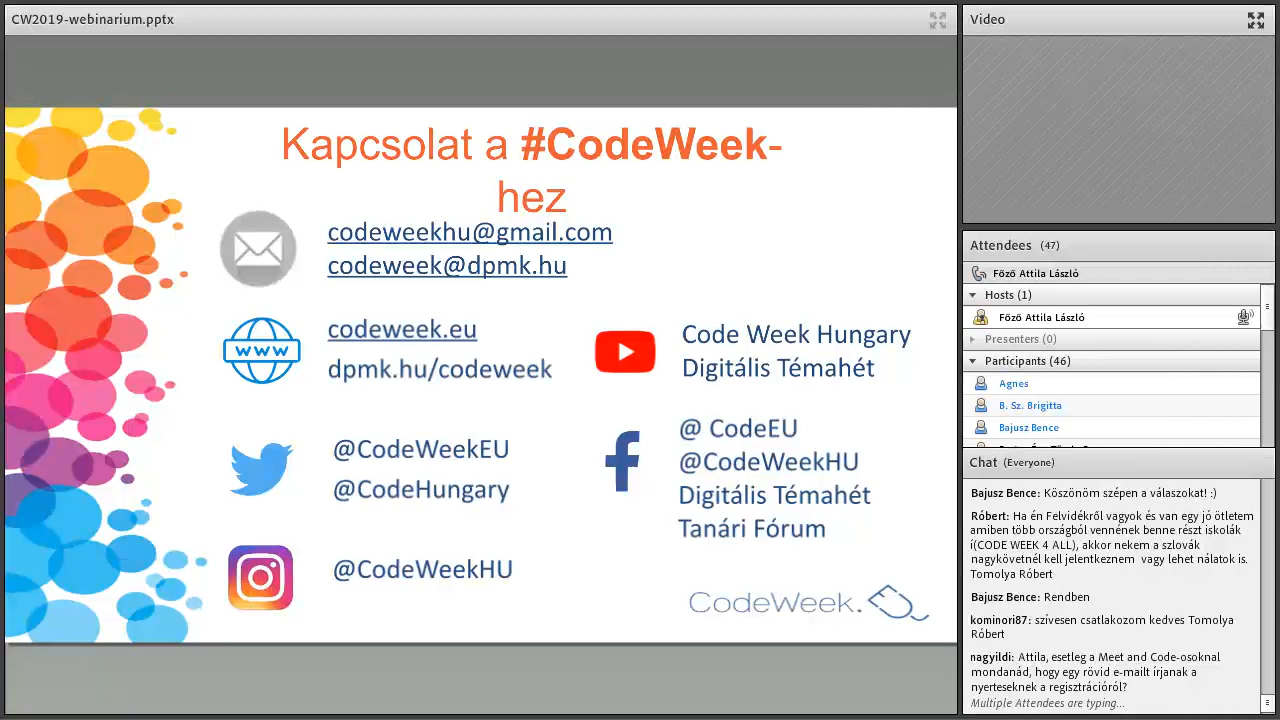 CW2019-webinarium.pptx
Kapcsolat a #CodeWeek-
hez
codeweekhu@gmail.com
codeweek@dpmk.hu
www
codeweek.eu
dpmk.hu/codeweek
Code Week Hungary
Digitális Témahét
@CodeWeekEU
@CodeHungary
@ CodeEU
@CodeWeekHU
Digitális Témahét
Tanári Fórum
@CodeWeekHU
CodeWeek.
Video
Attendees (47)
Főző Attila László
Hosts (1)
Főző Attila László
Presenters (0)
Participants (46)
Agnes
B. Sz. Brigitta
Bajusz Bence
Chat (Everyone)
Bajusz Bence: Köszönöm szépen a válaszokat! :)
Róbert: Ha én Felvidékről vagyok és van egy jó ötletem
amiben több országból vennének benne részt iskolák
í(CODE WEEK 4 ALL), akkor nekem a szlovák
nagykövetnél kell jelentkeznem vagy lehet nálatok is.
Tomolya Róbert
Bajusz Bence: Rendben
kominori87: szívesen csatlakozom kedves Tomolya
Róbert
nagyildi: Attila, esetleg a Meet and Code-osoknal
mondanád, hogy egy rövid e-mailt írjanak a
nyerteseknek a regisztrációról?
Multiple Attendees are typing...